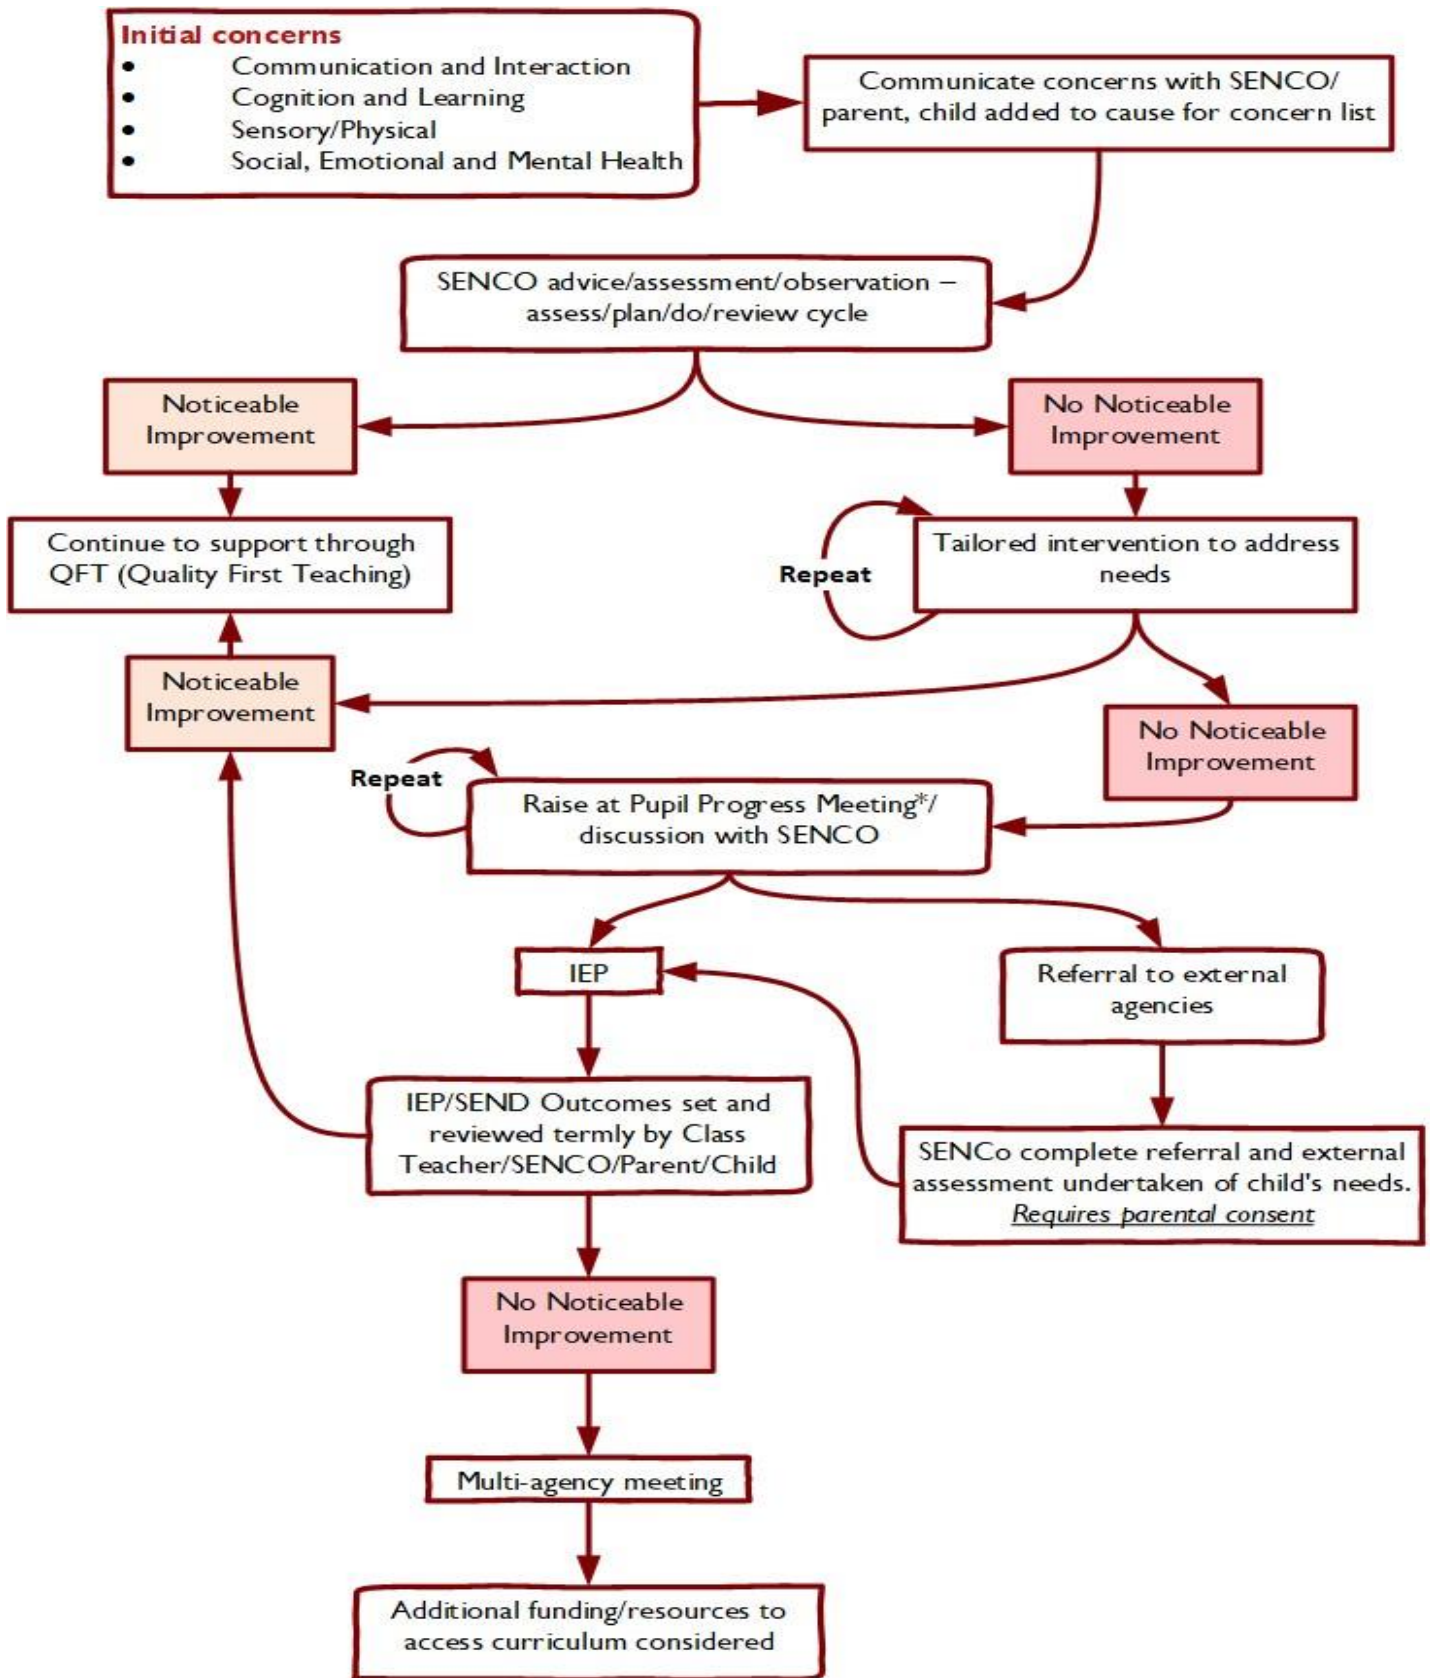 Initial concerns
• Communication and Interaction
• Cognition and Learning
• Sensory/Physical
• Social, Emotional and Mental Health
Communicate concerns with SENCO/
parent, child added to cause for concern list
SENCO advice/assessment/observation –
assess/plan/do/review cycle
Noticeable
Improvement
No Noticeable
Improvement
Continue to support through
QFT (Quality First Teaching)
Repeat
Tailored intervention to address
needs
Noticeable
Improvement
No Noticeable
Improvement
Repeat
Raise at Pupil Progress Meeting*/
discussion with SENCO
IEP
Referral to external
agencies
IEP/SEND Outcomes set and
reviewed termly by Class
Teacher/SENCO/Parent/Child
SENCo complete referral and external
assessment undertaken of child's needs.
Requires parental consent
No Noticeable
Improvement
Multi-agency meeting
Additional funding/resources to
access curriculum considered